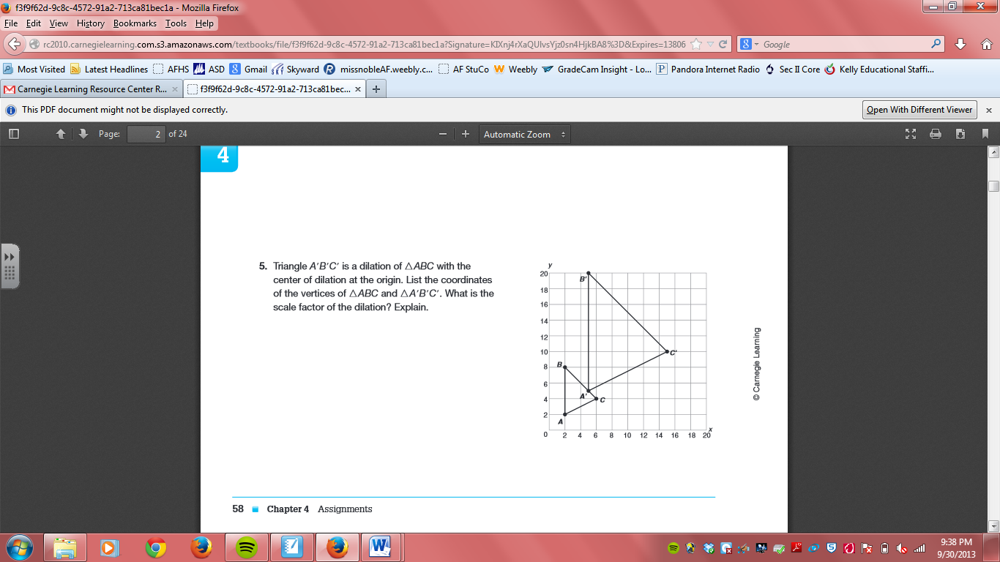 f3f9f62d-9c8c-4572-91a2-713ca81bec1a - Mozilla Firefox
File Edit View History Bookmarks Tools Help
rc2010.carnegielearning.com.s3.amazonaws.com/textbooks/file/f3f9f62d-9c8c-4572-91a2-713ca81bec1a?Signature=KIXnj4rXaQUlvsYjz0sn4HjkBA8%3D&Expires=13806
Google
Most Visited Latest Headlines AFHS ASD Gmail Skyward missnobleAF.weebly.c... AF StuCo Weebly GradeCam Insight - Lo... Pandora Internet Radio Sec II Core Kelly Educational Staffi...
Carnegie Learning Resource Center R... f3f9f62d-9c8c-4572-91a2-713ca81bec...
This PDF document might not be displayed correctly. Open With Different Viewer
Page: 2 of 24 Automatic Zoom
4
5. Triangle A′B′C′ is a dilation of △ABC with the
center of dilation at the origin. List the coordinates
of the vertices of △ABC and △A′B′C′. What is the
scale factor of the dilation? Explain.
y
20 B′
18
16
14
12
10 C′
8 B
6
4 A′ C
2
A
0 2 4 6 8 10 12 14 16 18 20 x
© Carnegie Learning
58 Chapter 4 Assignments
9:38 PM
9/30/2013